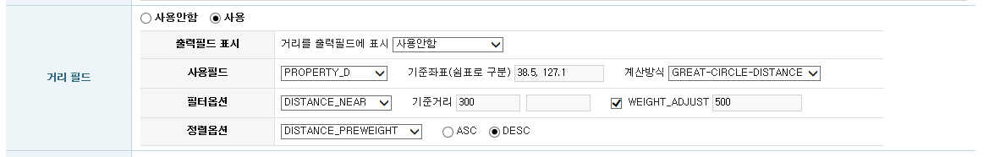 사용안함 사용
출력필드 표시 거리를 출력필드에 표시 사용안함
거리 필드
사용필드 PROPERTY_D 기준좌표(쉼표로 구분) 38.5, 127.1 계산방식 GREAT-CIRCLE-DISTANCE
필터옵션 DISTANCE_NEAR 기준거리 300 WEIGHT_ADJUST 500
정렬옵션 DISTANCE_PREWEIGHT ASC DESC